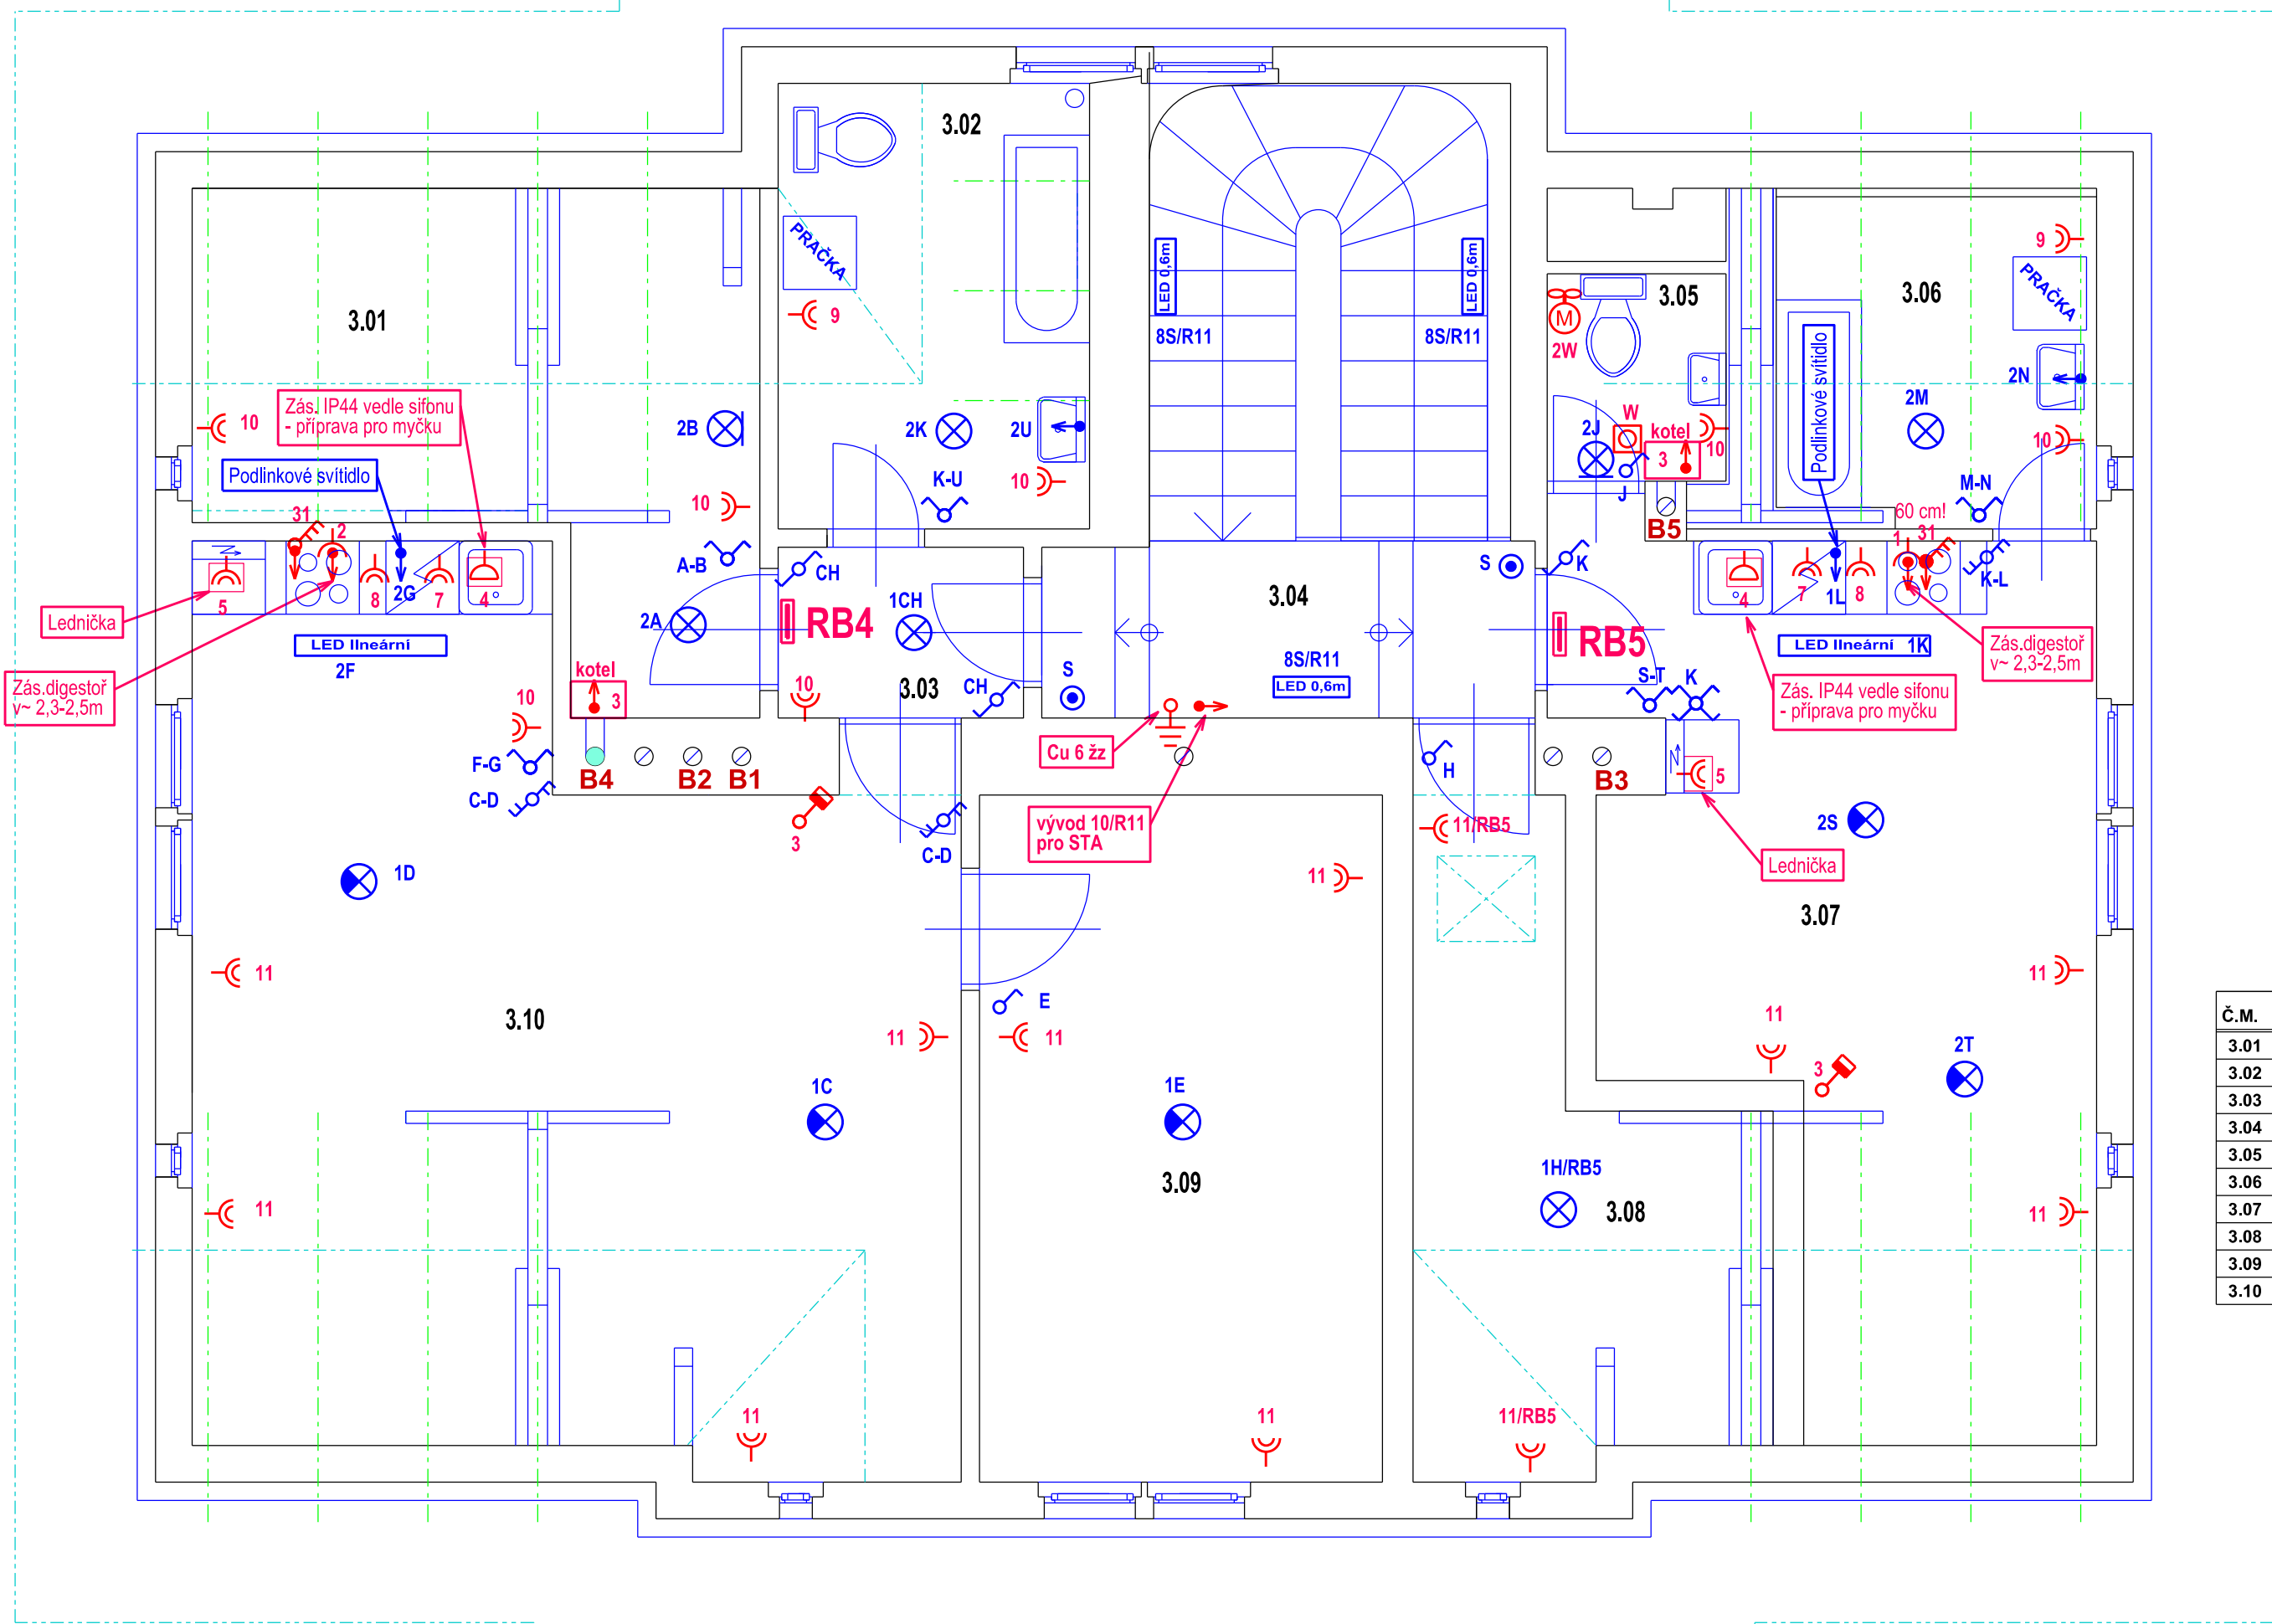 3.02
PRAČKA
9
LED 0,6m
LED 0,6m
8S/R11
8S/R11
3.01
3.05
3.06
9
PRAČKA
M
2W
Podlinkové svítidlo
2N
2M
10
Zás. IP44 vedle sifonu
- příprava pro myčku
Podlinkové svítidlo
2B
2K
2U
10
K-U
10
W
2J
kotel
3
10
J
10
M-N
60 cm!
B5
31
2
A-B
CH
S
K
1
31
K-L
5
8
2G
7
4
4
7
1L
8
Lednička
LED lIneární
2F
2A
RB4
1CH
3.04
RB5
LED lIneární 1K
Zás.digestoř
v~ 2,3-2,5m
Zás.digestoř
v~ 2,3-2,5m
kotel
3
10
10
3.03
CH
S
8S/R11
LED 0,6m
S-T
K
Zás. IP44 vedle sifonu
- příprava pro myčku
Cu 6 žz
F-G
C-D
B4
B2
B1
H
B3
N
5
3
C-D
vývod 10/R11
pro STA
11/RB5
2S
Lednička
1D
11
3.07
11
11
3.10
11
E
11
11
3
2T
1C
1E
3.09
1H/RB5
3.08
11
11
11
11
11/RB5
Č.M.
3.01
3.02
3.03
3.04
3.05
3.06
3.07
3.08
3.09
3.10